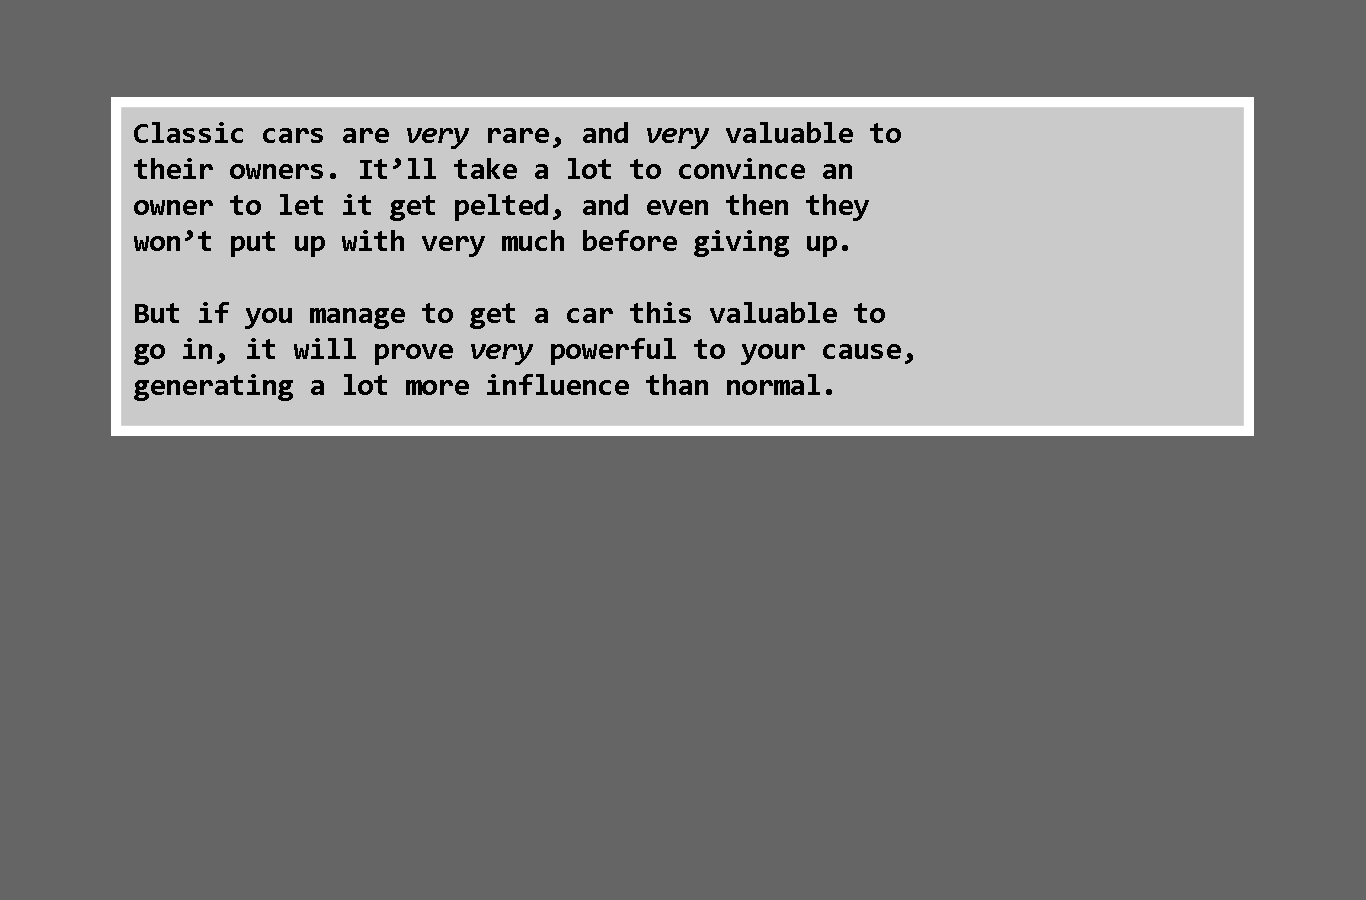 Classic cars are very rare, and very valuable to
their owners. It’ll take a lot to convince an
owner to let it get pelted, and even then they
won’t put up with very much before giving up.
But if you manage to get a car this valuable to
go in, it will prove very powerful to your cause,
generating a lot more influence than normal.